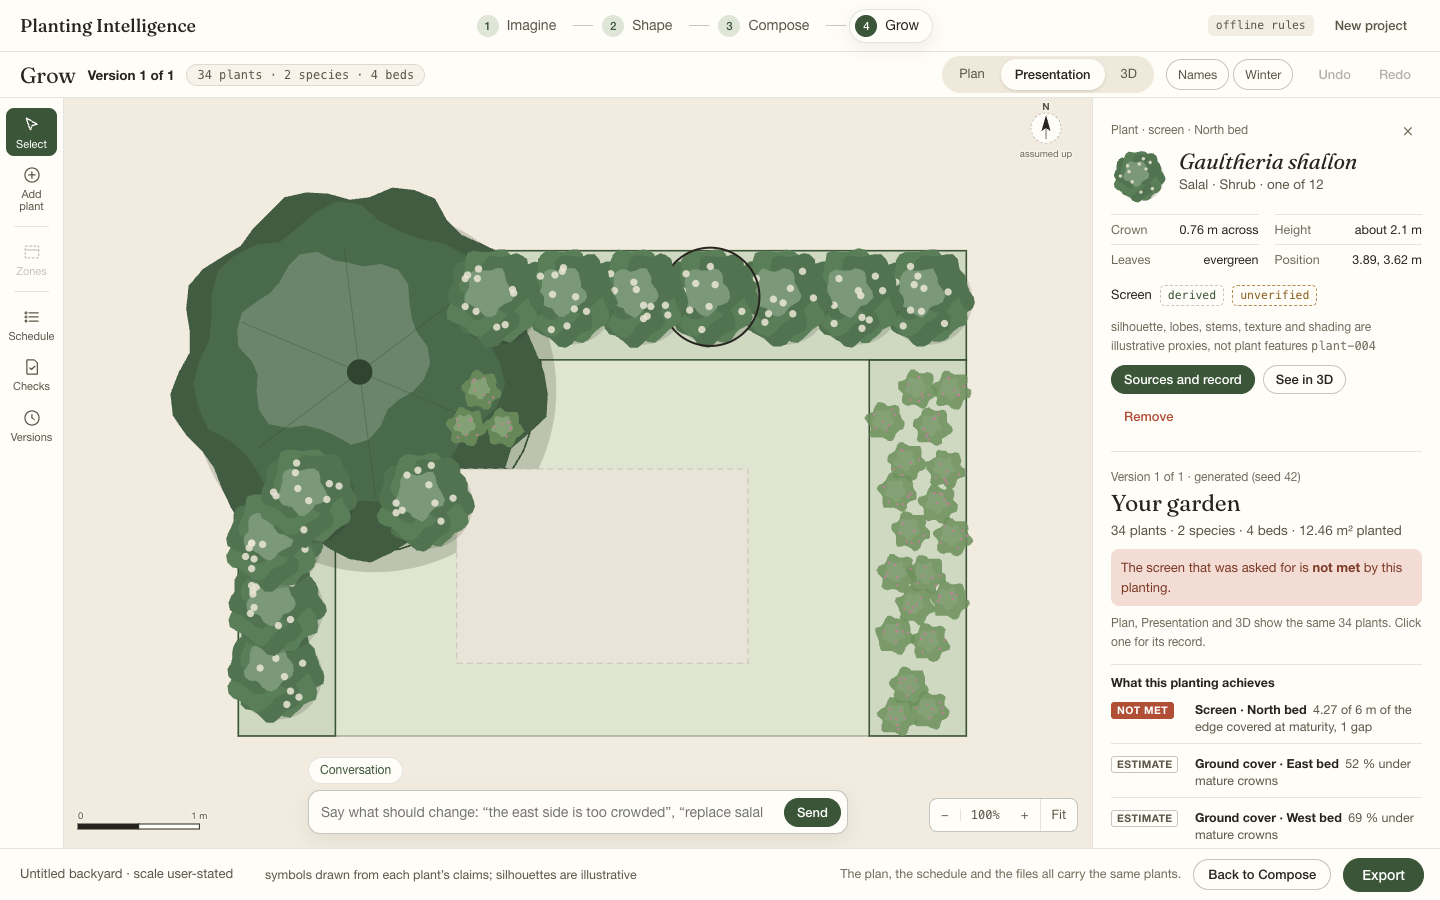 Planting Intelligence
1 Imagine
2 Shape
3 Compose
4 Grow
offline rules
New project
Grow Version 1 of 1 34 plants · 2 species · 4 beds
Plan Presentation 3D
Names Winter Undo Redo
Select
Add
plant
Zones
Schedule
Checks
Versions
N
assumed up
Plant · screen · North bed
×
Gaultheria shallon
Salal · Shrub · one of 12
Crown 0.76 m across
Height about 2.1 m
Leaves evergreen
Position 3.89, 3.62 m
Screen derived unverified
silhouette, lobes, stems, texture and shading are
illustrative proxies, not plant features plant-004
Sources and record See in 3D
Remove
Version 1 of 1 · generated (seed 42)
Your garden
34 plants · 2 species · 4 beds · 12.46 m² planted
The screen that was asked for is not met by this
planting.
Plan, Presentation and 3D show the same 34 plants. Click
one for its record.
What this planting achieves
NOT MET Screen · North bed 4.27 of 6 m of the
edge covered at maturity, 1 gap
ESTIMATE Ground cover · East bed 52 % under
mature crowns
ESTIMATE Ground cover · West bed 69 % under
mature crowns
Conversation
Say what should change: “the east side is too crowded”, “replace salal
Send
0 1 m
− 100% + Fit
Untitled backyard · scale user-stated
symbols drawn from each plant’s claims; silhouettes are illustrative
The plan, the schedule and the files all carry the same plants.
Back to Compose
Export